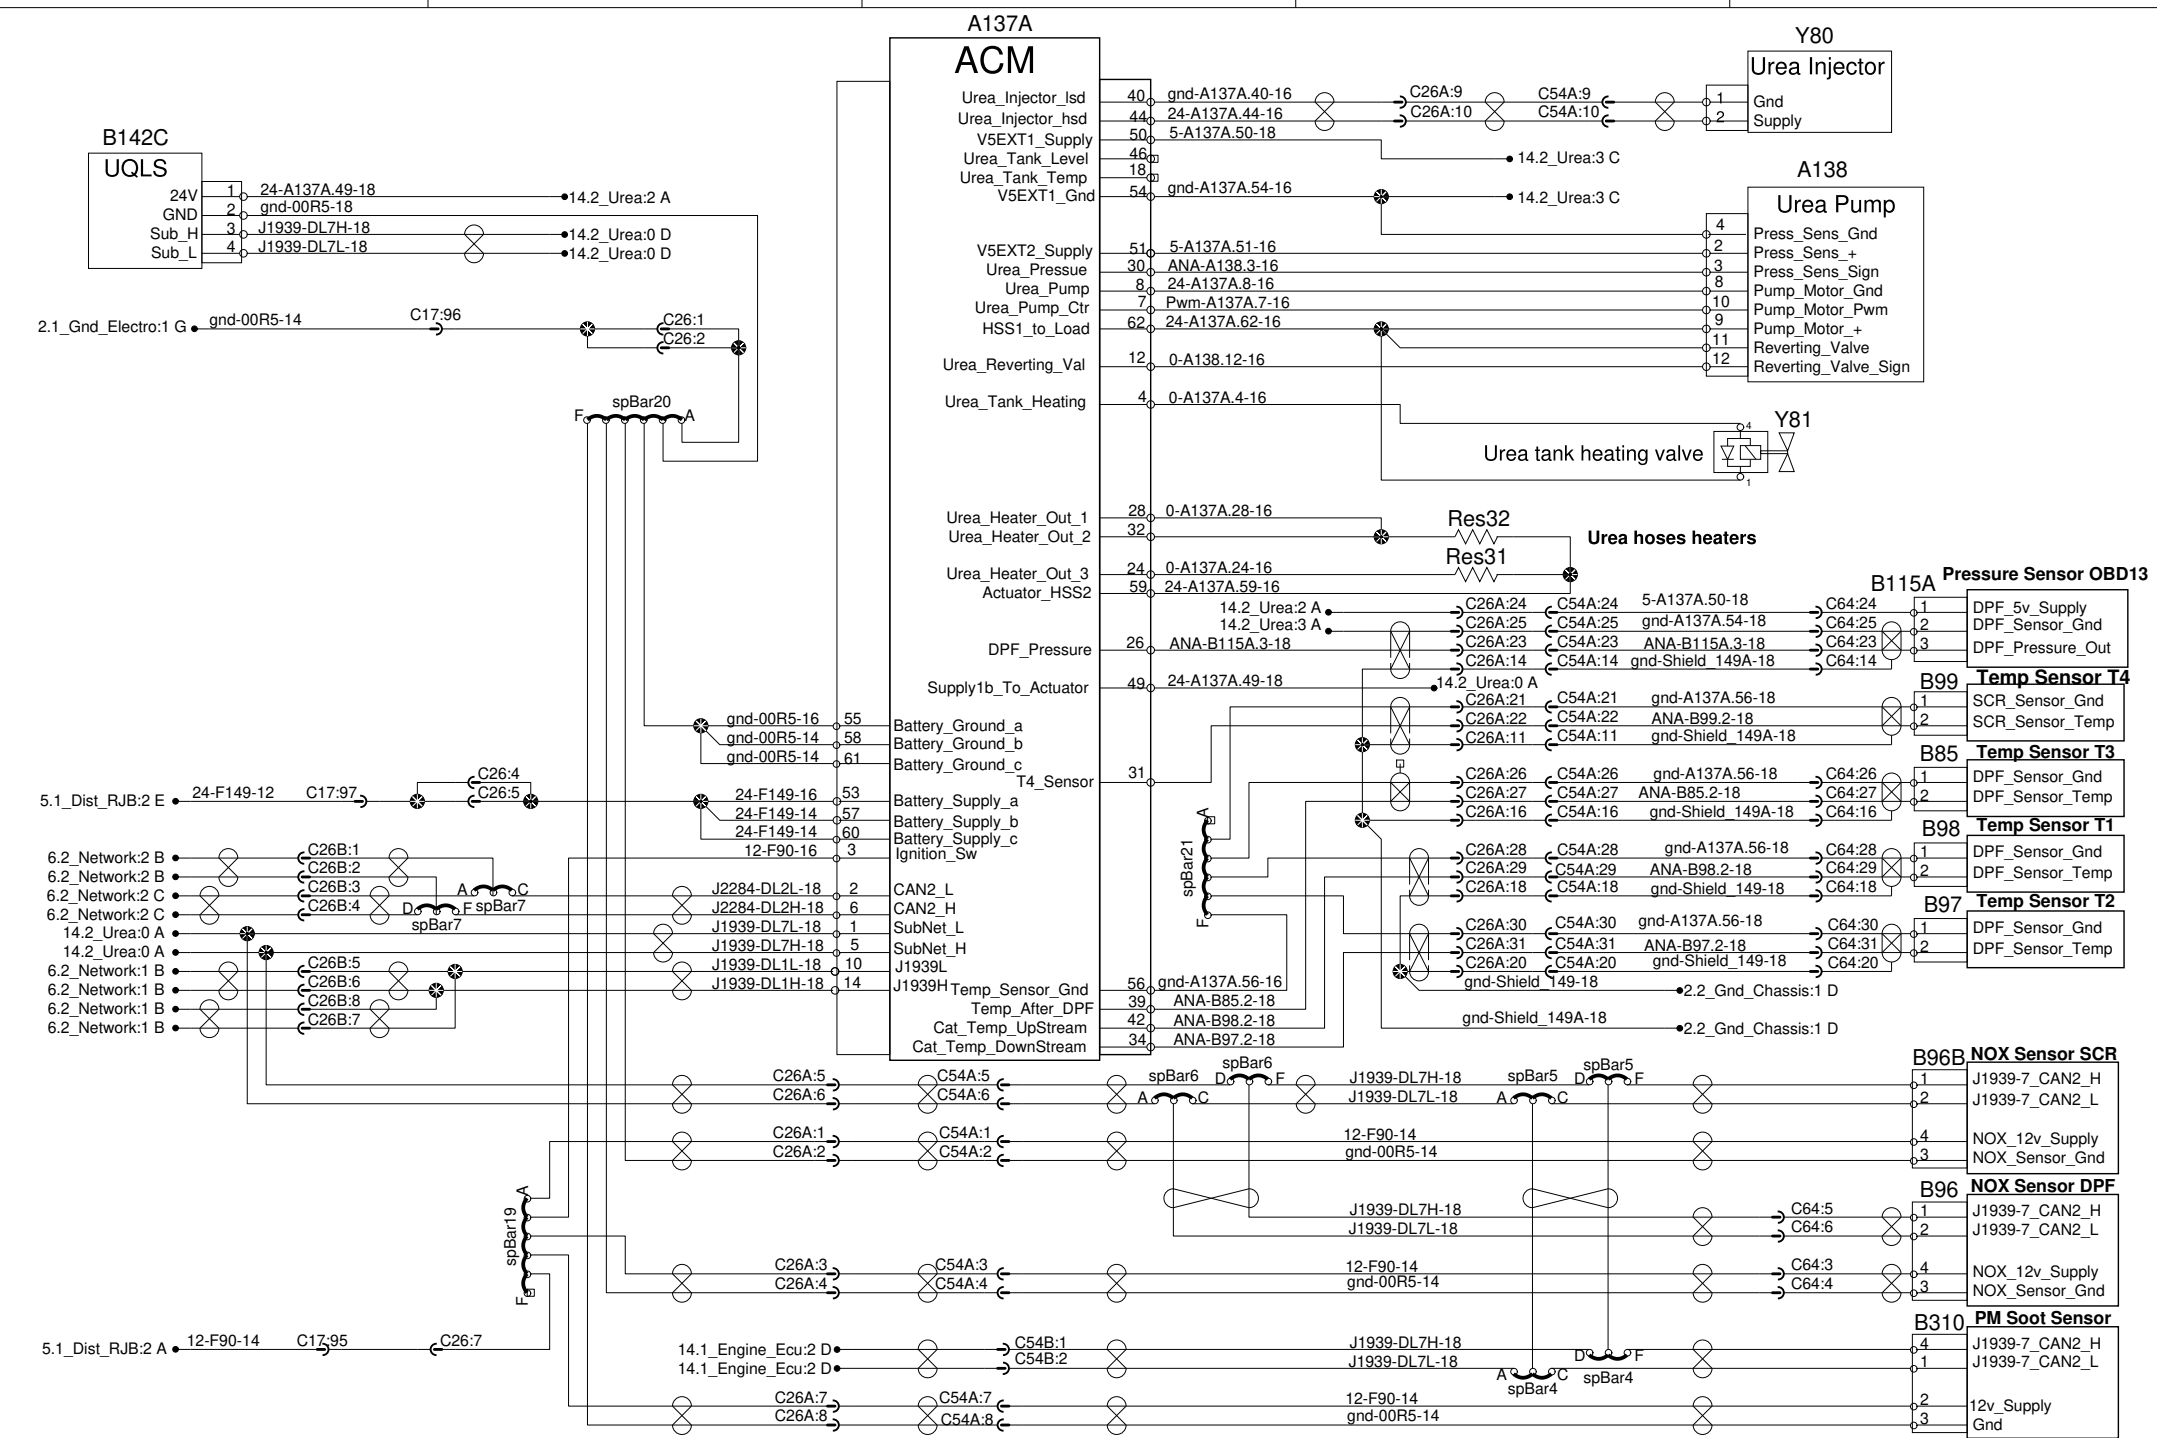 A137A
ACM
Urea_Injector_lsd 40 gnd-A137A.40-16
Urea_Injector_hsd 44 24-A137A.44-16
V5EXT1_Supply 50 5-A137A.50-18
Urea_Tank_Level 46
Urea_Tank_Temp 18
V5EXT1_Gnd 54 gnd-A137A.54-16
V5EXT2_Supply 51 5-A137A.51-16
Urea_Pressue 30 ANA-A138.3-16
Urea_Pump 8 24-A137A.8-16
Urea_Pump_Ctr 7 Pwm-A137A.7-16
HSS1_to_Load 62 24-A137A.62-16
Urea_Reverting_Val 12 0-A138.12-16
Urea_Tank_Heating 4 0-A137A.4-16
Urea_Heater_Out_1 28 0-A137A.28-16
Urea_Heater_Out_2 32
Urea_Heater_Out_3 24 0-A137A.24-16
Actuator_HSS2 59 24-A137A.59-16
DPF_Pressure 26 ANA-B115A.3-18
Supply1b_To_Actuator 49 24-A137A.49-18 14.2_Urea:0 A
T4_Sensor 31
Temp_Sensor_Gnd 56 gnd-A137A.56-16
Temp_After_DPF 39 ANA-B85.2-18
Cat_Temp_UpStream 42 ANA-B98.2-18
Cat_Temp_DownStream 34 ANA-B97.2-18
C26A:9 C54A:9
C26A:10 C54A:10
14.2_Urea:3 C
14.2_Urea:3 C
Y80
Urea Injector
1 Gnd
2 Supply
A138
Urea Pump
4 Press_Sens_Gnd
2 Press_Sens_+
3 Press_Sens_Sign
8 Pump_Motor_Gnd
10 Pump_Motor_Pwm
9 Pump_Motor_+
11 Reverting_Valve
12 Reverting_Valve_Sign
Y81
Urea tank heating valve
4
1
Res32
Res31
Urea hoses heaters
B142C
UQLS
24V 1 24-A137A.49-18 14.2_Urea:2 A
GND 2 gnd-00R5-18
Sub_H 3 J1939-DL7H-18 14.2_Urea:0 D
Sub_L 4 J1939-DL7L-18 14.2_Urea:0 D
2.1_Gnd_Electro:1 G gnd-00R5-14 C17:96 C26:1
C26:2
F spBar20 A
gnd-00R5-16 55 Battery_Ground_a
gnd-00R5-14 58 Battery_Ground_b
gnd-00R5-14 61 Battery_Ground_c
C26:4
5.1_Dist_RJB:2 E 24-F149-12 C17:97 C26:5
24-F149-16 53 Battery_Supply_a
24-F149-14 57 Battery_Supply_b
24-F149-14 60 Battery_Supply_c
12-F90-16 3 Ignition_Sw
6.2_Network:2 B C26B:1
6.2_Network:2 B C26B:2
6.2_Network:2 C C26B:3 A spBar7 C
6.2_Network:2 C C26B:4 D spBar7 F
J2284-DL2L-18 2 CAN2_L
J2284-DL2H-18 6 CAN2_H
14.2_Urea:0 A J1939-DL7L-18 1 SubNet_L
14.2_Urea:0 A J1939-DL7H-18 5 SubNet_H
6.2_Network:1 B C26B:5 J1939-DL1L-18 10 J1939L
6.2_Network:1 B C26B:6 J1939-DL1H-18 14 J1939H
6.2_Network:1 B C26B:8
6.2_Network:1 B C26B:7
A spBar21 F
B115A Pressure Sensor OBD13
14.2_Urea:2 A C26A:24 C54A:24 5-A137A.50-18 C64:24 1 DPF_5v_Supply
14.2_Urea:3 A C26A:25 C54A:25 gnd-A137A.54-18 C64:25 2 DPF_Sensor_Gnd
C26A:23 C54A:23 ANA-B115A.3-18 C64:23 3 DPF_Pressure_Out
C26A:14 C54A:14 gnd-Shield_149A-18 C64:14
B99 Temp Sensor T4
C26A:21 C54A:21 gnd-A137A.56-18 1 SCR_Sensor_Gnd
C26A:22 C54A:22 ANA-B99.2-18 2 SCR_Sensor_Temp
C26A:11 C54A:11 gnd-Shield_149A-18
B85 Temp Sensor T3
C26A:26 C54A:26 gnd-A137A.56-18 C64:26 1 DPF_Sensor_Gnd
C26A:27 C54A:27 ANA-B85.2-18 C64:27 2 DPF_Sensor_Temp
C26A:16 C54A:16 gnd-Shield_149A-18 C64:16
B98 Temp Sensor T1
C26A:28 C54A:28 gnd-A137A.56-18 C64:28 1 DPF_Sensor_Gnd
C26A:29 C54A:29 ANA-B98.2-18 C64:29 2 DPF_Sensor_Temp
C26A:18 C54A:18 gnd-Shield_149-18 C64:18
B97 Temp Sensor T2
C26A:30 C54A:30 gnd-A137A.56-18 C64:30 1 DPF_Sensor_Gnd
C26A:31 C54A:31 ANA-B97.2-18 C64:31 2 DPF_Sensor_Temp
C26A:20 C54A:20 gnd-Shield_149-18 C64:20
gnd-Shield_149-18 2.2_Gnd_Chassis:1 D
gnd-Shield_149A-18 2.2_Gnd_Chassis:1 D
B96B NOX Sensor SCR
C26A:5 C54A:5 spBar6 D spBar6 F J1939-DL7H-18 spBar5 D spBar5 F 1 J1939-7_CAN2_H
C26A:6 C54A:6 A C J1939-DL7L-18 A C 2 J1939-7_CAN2_L
C26A:1 C54A:1 12-F90-14 4 NOX_12v_Supply
C26A:2 C54A:2 gnd-00R5-14 3 NOX_Sensor_Gnd
A spBar19 F
B96 NOX Sensor DPF
J1939-DL7H-18 C64:5 1 J1939-7_CAN2_H
J1939-DL7L-18 C64:6 2 J1939-7_CAN2_L
C26A:3 C54A:3 12-F90-14 C64:3 4 NOX_12v_Supply
C26A:4 C54A:4 gnd-00R5-14 C64:4 3 NOX_Sensor_Gnd
B310 PM Soot Sensor
5.1_Dist_RJB:2 A 12-F90-14 C17:95 C26:7
14.1_Engine_Ecu:2 D C54B:1 J1939-DL7H-18 D spBar4 F 4 J1939-7_CAN2_H
14.1_Engine_Ecu:2 D C54B:2 J1939-DL7L-18 A spBar4 C 1 J1939-7_CAN2_L
C26A:7 C54A:7 12-F90-14 2 12v_Supply
C26A:8 C54A:8 gnd-00R5-14 3 Gnd